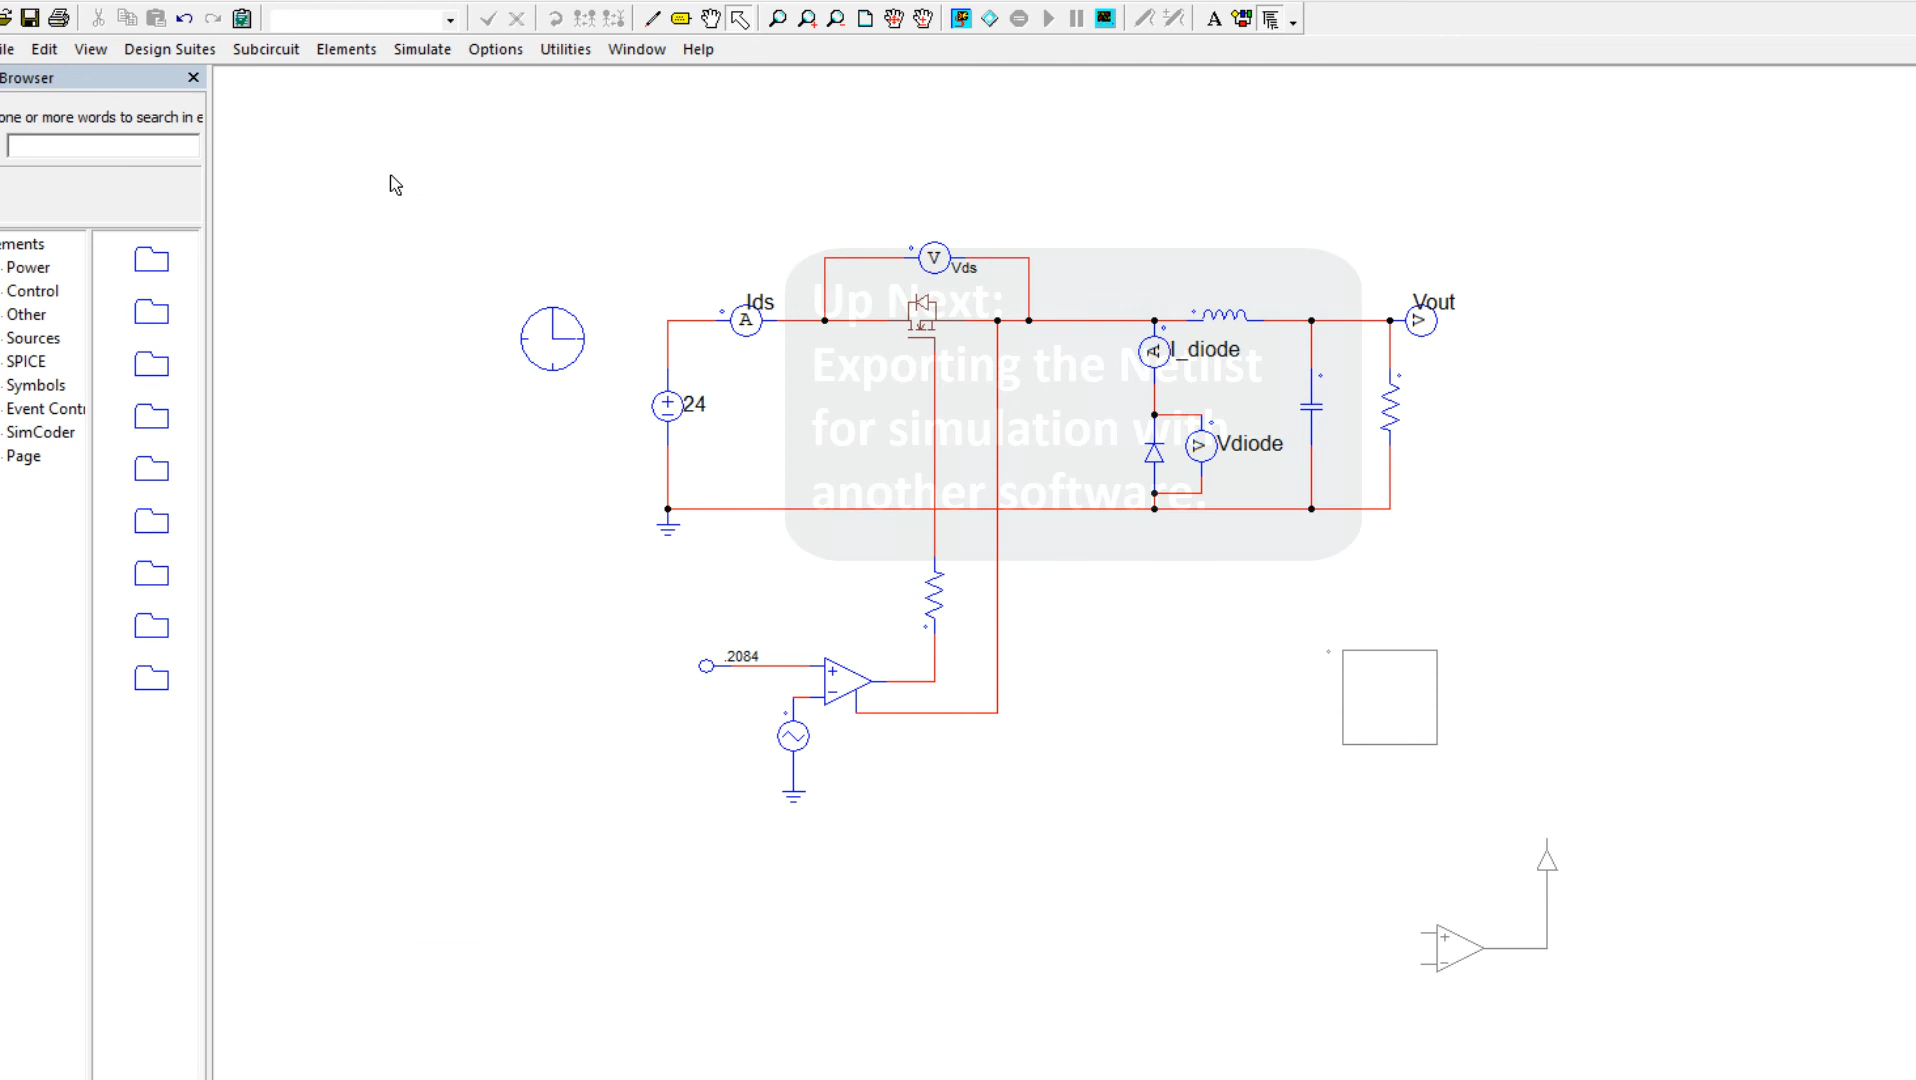 ile Edit View Design Suites Subcircuit Elements Simulate Options Utilities Window Help
Browser
one or more words to search in e
ements
Power
Control
Other
Sources
SPICE
Symbols
Event Contr
SimCoder
Page
V
Vds
Ids
A
Up Next:
Exporting the Netlist
for simulation with
another software.
Vout
V
A
I_diode
24
V
Vdiode
.2084